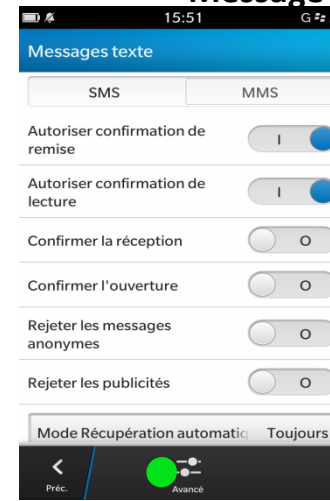 Message
15:51
G
Messages texte
SMS
MMS
Autoriser confirmation de
remise
I
Autoriser confirmation de
lecture
I
Confirmer la réception
O
Confirmer l'ouverture
O
Rejeter les messages
anonymes
O
Rejeter les publicités
O
Mode Récupération automatiq
Toujours
Préc.
Avancé